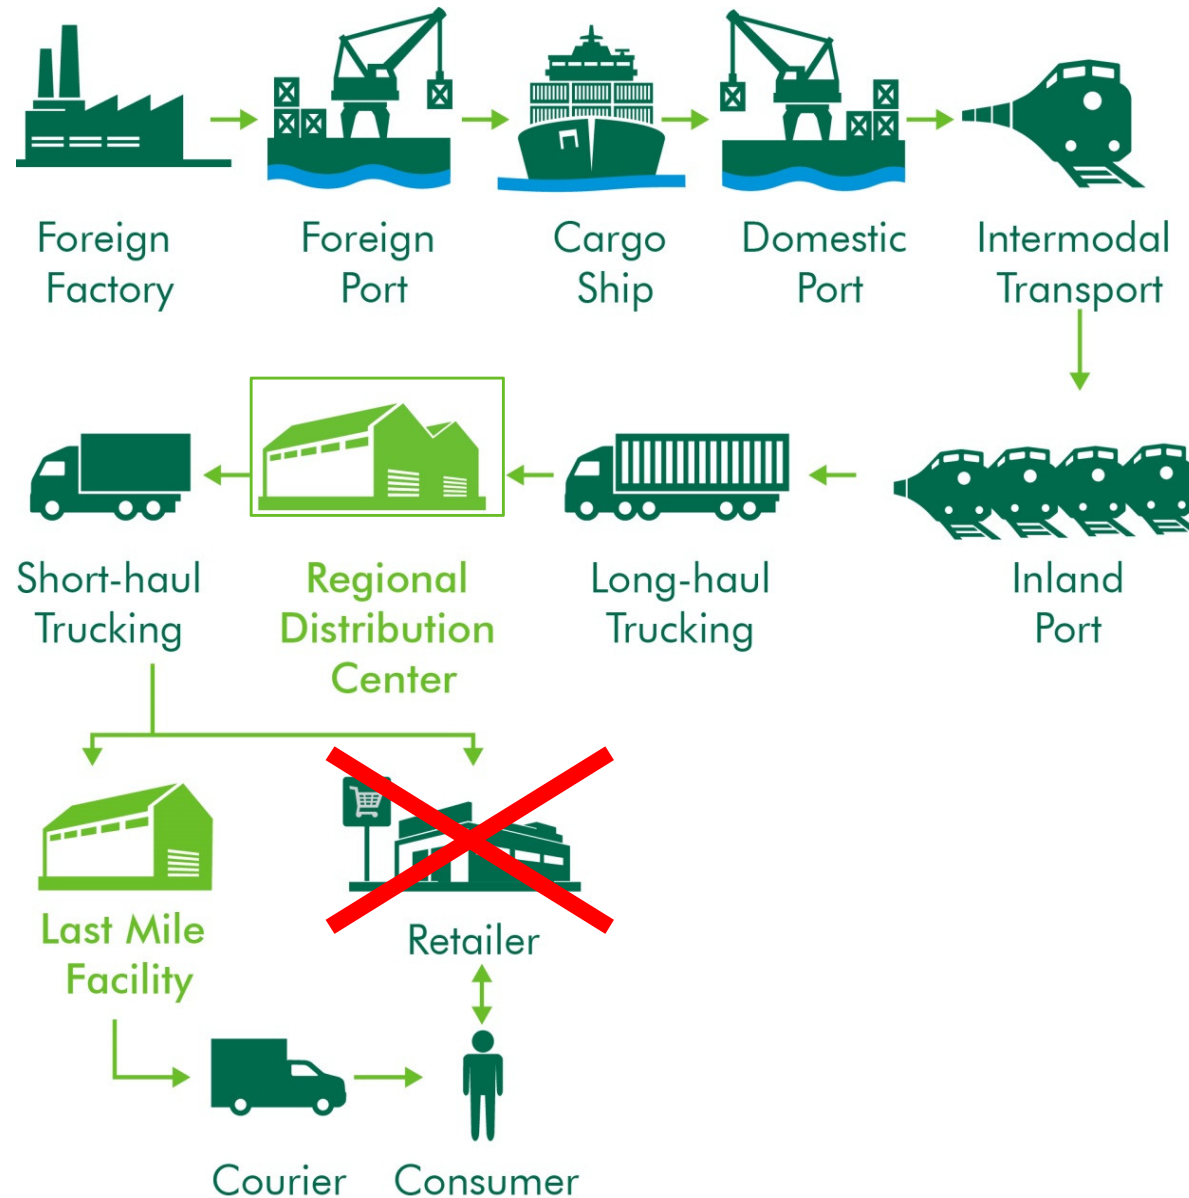 Foreign
Factory
Foreign
Port
Cargo
Ship
Domestic
Port
Intermodal
Transport
Short-haul
Trucking
Regional
Distribution
Center
Long-haul
Trucking
Inland
Port
Last Mile
Facility
Retailer
Courier
Consumer